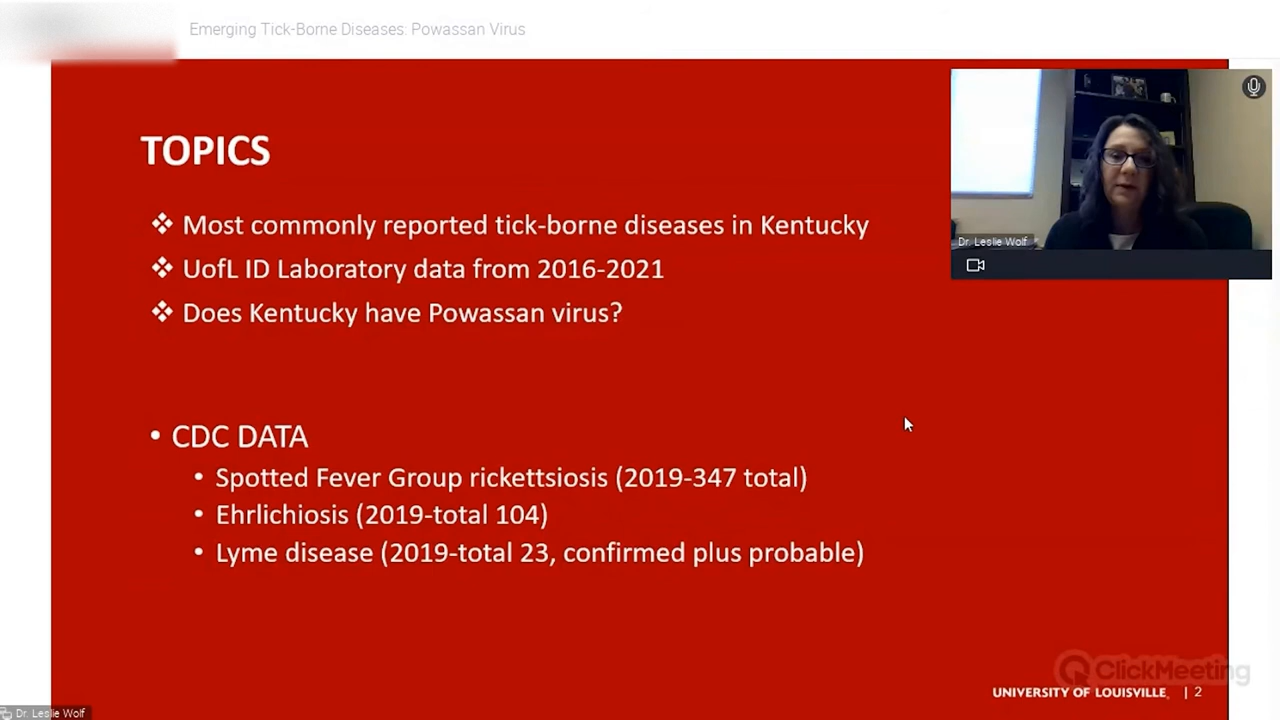 Emerging Tick-Borne Diseases: Powassan Virus
TOPICS
❖ Most commonly reported tick-borne diseases in Kentucky
❖ UofL ID Laboratory data from 2016-2021
❖ Does Kentucky have Powassan virus?
• CDC DATA
• Spotted Fever Group rickettsiosis (2019-347 total)
• Ehrlichiosis (2019-total 104)
• Lyme disease (2019-total 23, confirmed plus probable)
Dr. Leslie Wolf
ClickMeeting
UNIVERSITY OF LOUISVILLE. | 2
Dr. Leslie Wolf